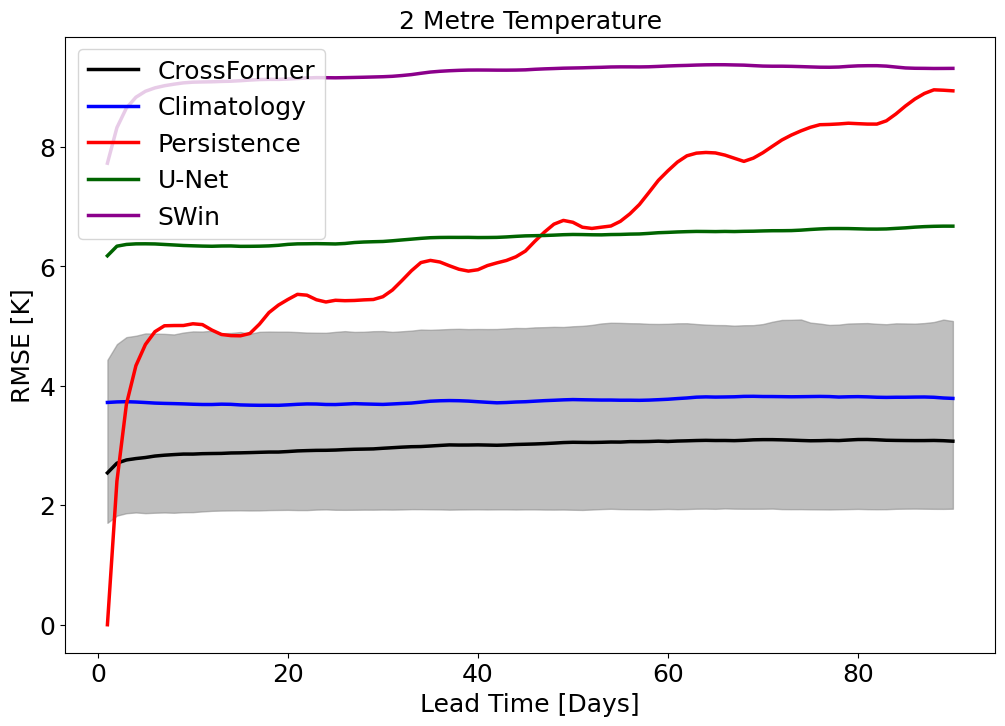 2 Metre Temperature
CrossFormer
Climatology
Persistence
U-Net
SWin
RMSE [K]
8
6
4
2
0
0 20 40 60 80
Lead Time [Days]